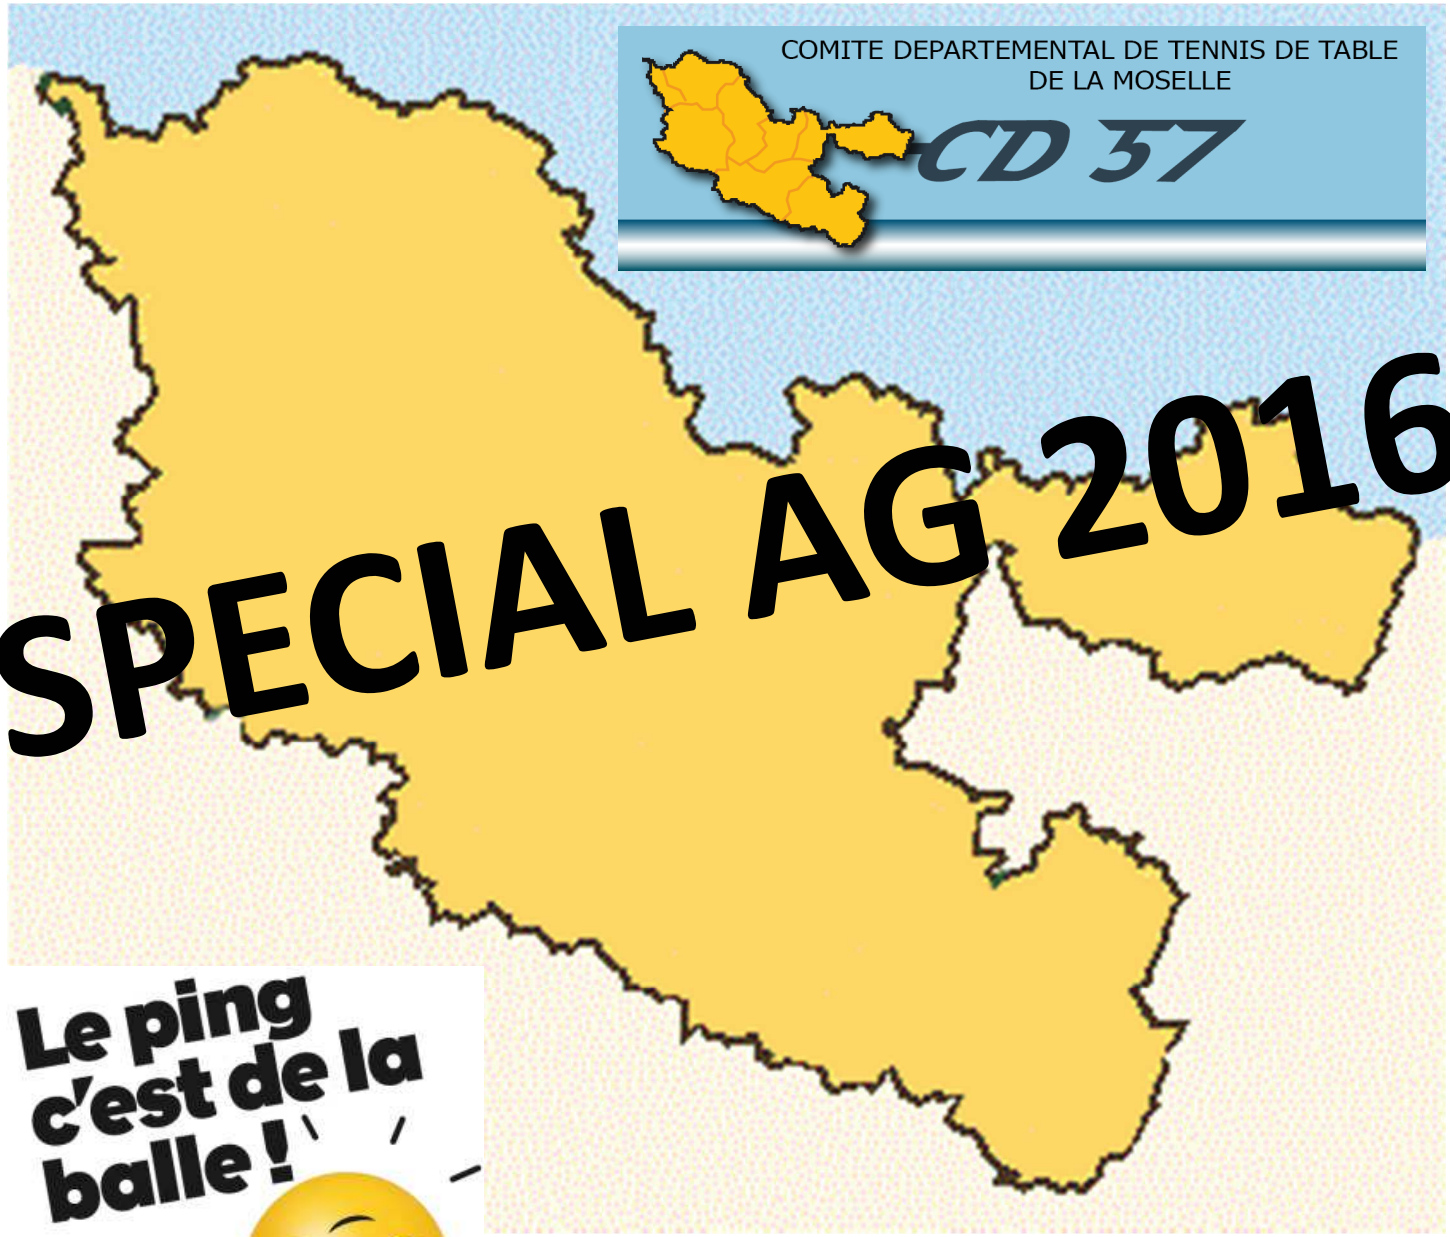 COMITE DEPARTEMENTAL DE TENNIS DE TABLE
DE LA MOSELLE
CD 57
SPECIAL AG 2016
Le ping
c'est de la
balle !